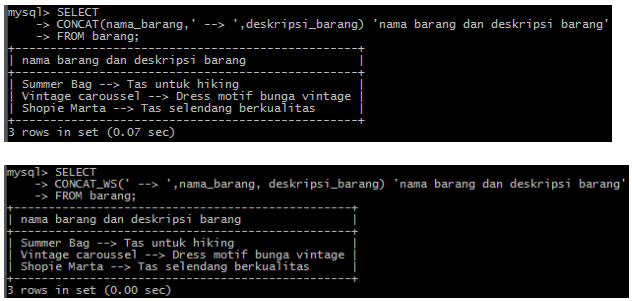 mysql> SELECT
    -> CONCAT(nama_barang,' --> ',deskripsi_barang) 'nama barang dan deskripsi barang'
    -> FROM barang;
+------------------------------------------------+
| nama barang dan deskripsi barang               |
+------------------------------------------------+
| Summer Bag --> Tas untuk hiking                |
| Vintage caroussel --> Dress motif bunga vintage |
| Shopie Marta --> Tas selendang berkualitas     |
+------------------------------------------------+
3 rows in set (0.07 sec)
mysql> SELECT
    -> CONCAT_WS(' --> ',nama_barang, deskripsi_barang) 'nama barang dan deskripsi barang'
    -> FROM barang;
+------------------------------------------------+
| nama barang dan deskripsi barang               |
+------------------------------------------------+
| Summer Bag --> Tas untuk hiking                |
| Vintage caroussel --> Dress motif bunga vintage |
| Shopie Marta --> Tas selendang berkualitas     |
+------------------------------------------------+
3 rows in set (0.00 sec)